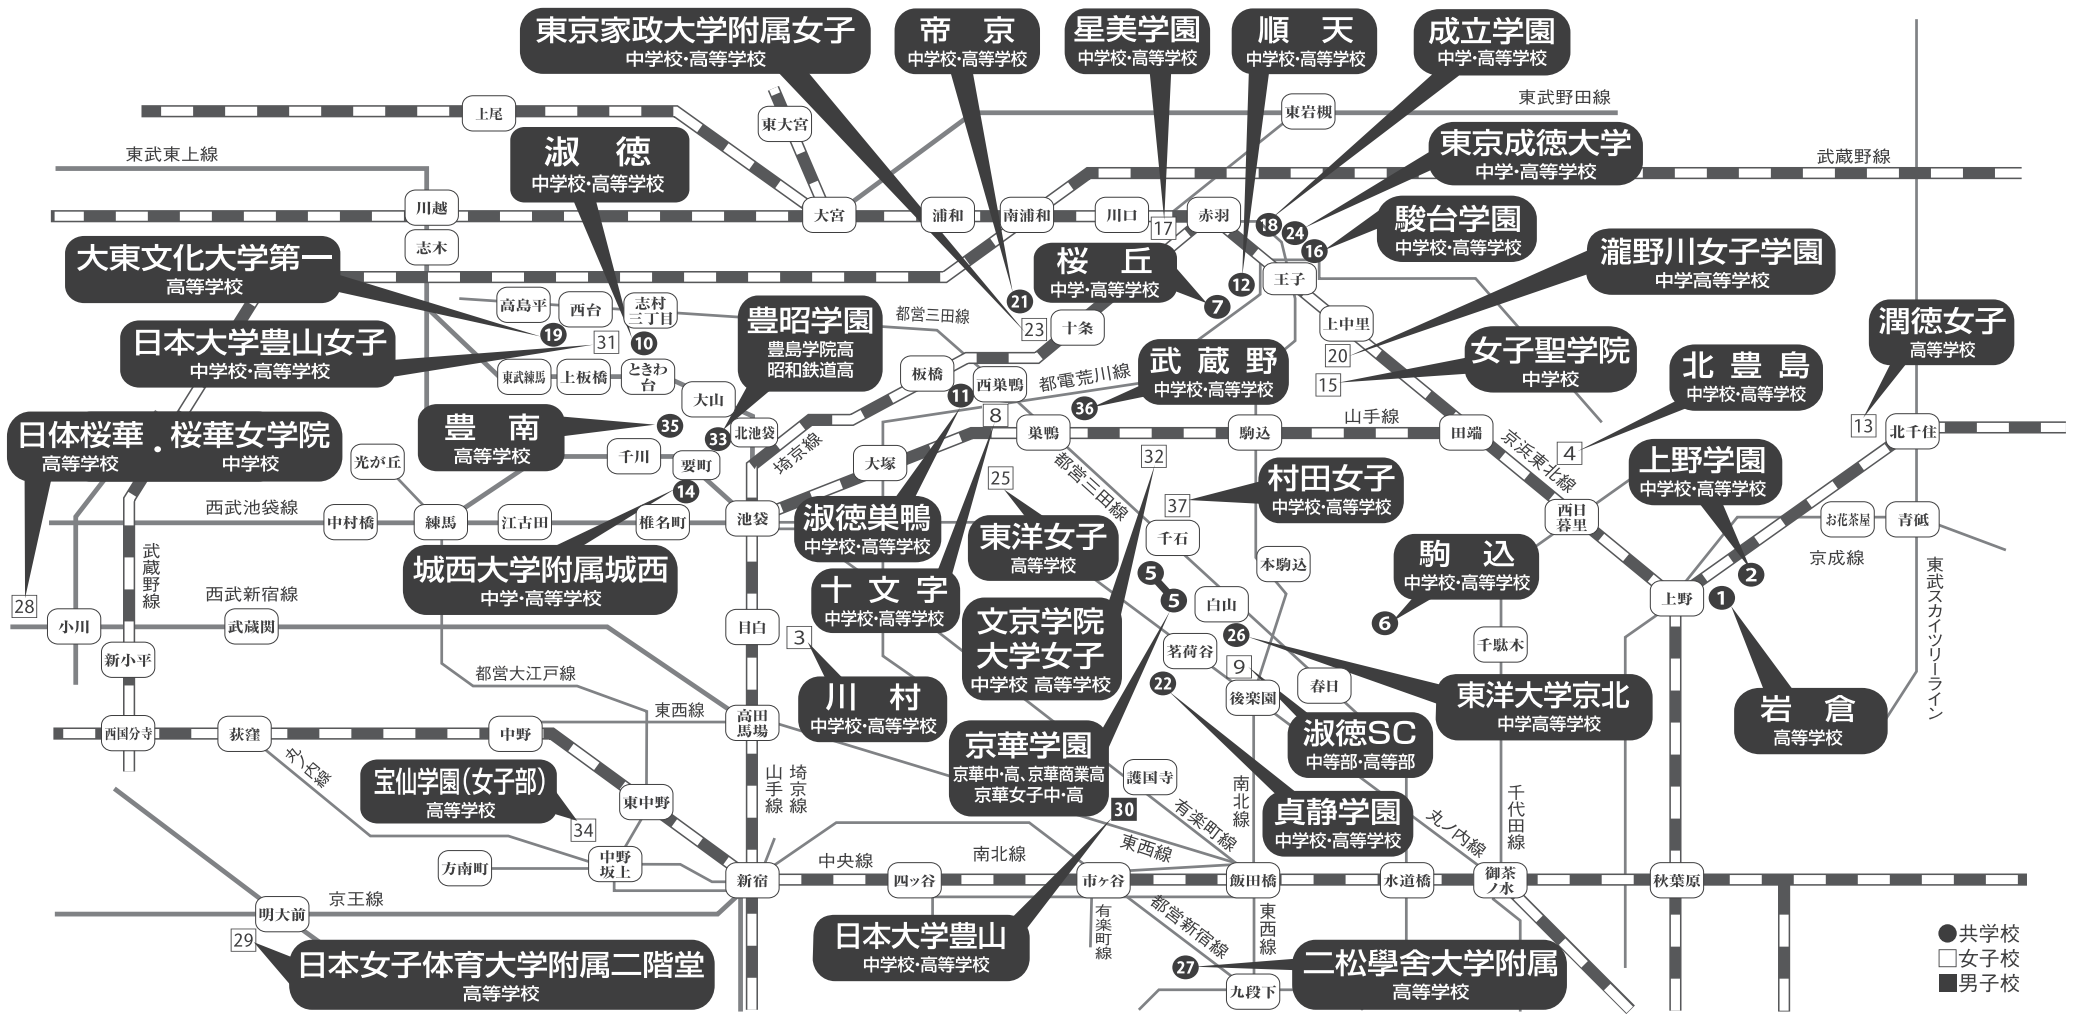 東京家政大学附属女子
中学校・高等学校
帝 京
中学校・高等学校
星美学園
中学校・高等学校
順 天
中学校・高等学校
成立学園
中学・高等学校
東武野田線
上尾
東大宮
東岩槻
淑 徳
中学校・高等学校
東京成徳大学
中学・高等学校
東武東上線
武蔵野線
川越
大宮
浦和
南浦和
川口
赤羽
17
18
24
16
駿台学園
中学校・高等学校
志木
大東文化大学第一
高等学校
桜 丘
中学・高等学校
瀧野川女子学園
中学高等学校
王子
12
7
21
23
高島平
西台
志村
三丁目
都営三田線
十条
上中里
豊昭学園
豊島学院高
昭和鉄道高
潤徳女子
高等学校
日本大学豊山女子
中学校・高等学校
19
31
10
20
女子聖学院
中学校
15
武蔵野
中学校・高等学校
北豊島
中学校・高等学校
東武練馬
上板橋
ときわ
台
大山
板橋
11
西巣鴨
都電荒川線
36
8
山手線
日体桜華・桜華女学院
高等学校 中学校
豊 南
高等学校
35
33
北池袋
埼京線
巣鴨
駒込
田端
13
北千住
光が丘
千川
要町
14
大塚
都営三田線
32
京浜東北線
4
上野学園
中学校・高等学校
25
37
村田女子
中学校・高等学校
西武池袋線
中村橋
練馬
江古田
椎名町
池袋
淑徳巣鴨
中学校・高等学校
東洋女子
高等学校
千石
西日
暮里
お花茶屋
青砥
京成線
武蔵野線
城西大学附属城西
中学・高等学校
十文字
中学校・高等学校
本駒込
駒 込
中学校・高等学校
2
東武スカイツリーライン
28
西武新宿線
小川
武蔵関
目白
3
文京学院
大学女子
中学校 高等学校
5
5
白山
26
6
上野
1
新小平
都営大江戸線
川 村
中学校・高等学校
茗荷谷
22
9
後楽園
春日
千駄木
東洋大学京北
中学高等学校
岩 倉
高等学校
西国分寺
荻窪
中野
東西線
高田
馬場
京華学園
京華中・高、京華商業高
京華女子中・高
淑徳SC
中等部・高等部
丸ノ内線
宝仙学園(女子部)
高等学校
34
東中野
山手線
埼京線
護国寺
30
有楽町線
南北線
貞静学園
中学校・高等学校
丸ノ内線
千代田線
方南町
中野
坂上
新宿
中央線
南北線
東西線
四ッ谷
市ヶ谷
飯田橋
水道橋
御茶
ノ水
秋葉原
京王線
明大前
29
日本女子体育大学附属二階堂
高等学校
日本大学豊山
中学校・高等学校
有楽町線
都営新宿線
東西線
27
九段下
二松學舎大学附属
高等学校
●共学校
□女子校
■男子校